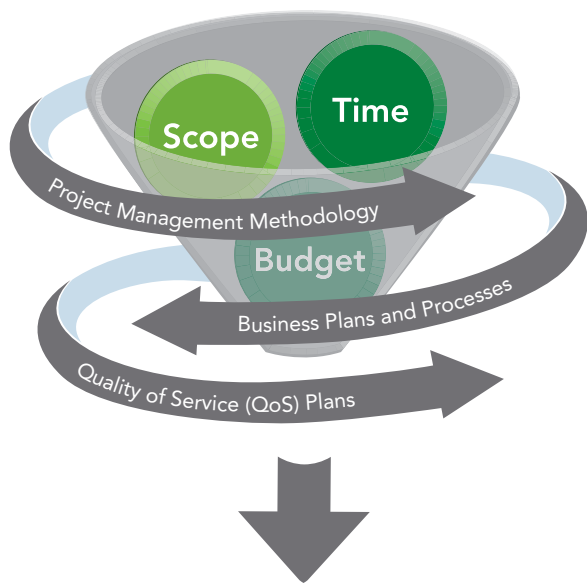 Scope
Time
Project Management Methodology
Budget
Business Plans and Processes
Quality of Service (QoS) Plans